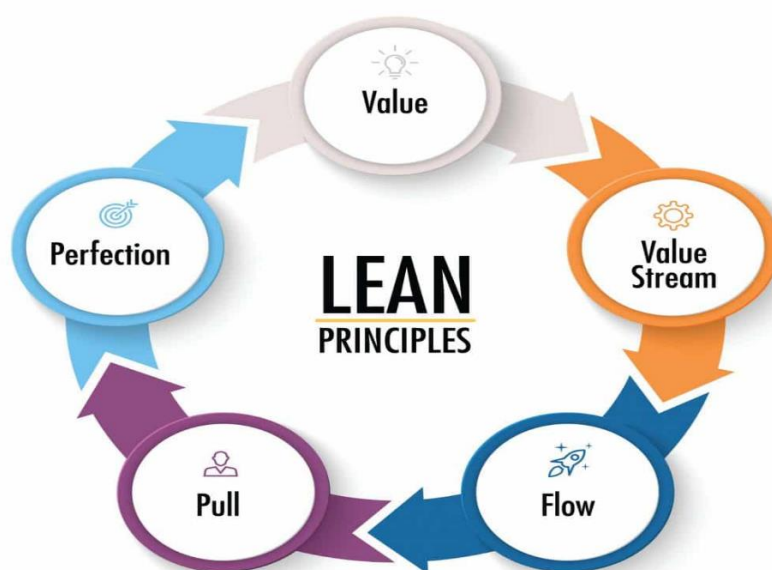 Value
Value
Stream
Flow
Pull
Perfection
LEAN
PRINCIPLES